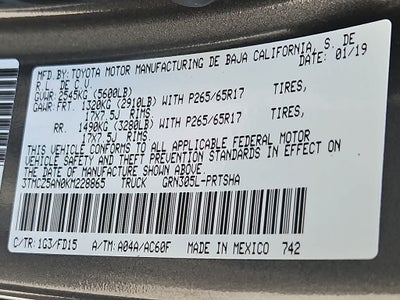 MFD.BY: TOYOTA MOTOR MANUFACTURING DE BAJA CALIFORNIA, S. DE
R.L. DE C.V. DATE: 01/19
GVWR: 2545KG (5600LB)
GAWR: FRT. 1320KG (2910LB) WITH P265/65R17 TIRES,
17X7.5J RIMS
RR. 1490KG (3280LB) WITH P265/65R17 TIRES,
17X7.5J RIMS
THIS VEHICLE CONFORMS TO ALL APPLICABLE FEDERAL MOTOR
VEHICLE SAFETY AND THEFT PREVENTION STANDARDS IN EFFECT ON
THE DATE OF MANUFACTURE SHOWN ABOVE.
3TMCZ5AN0KM228865 TRUCK GRN305L-PRTSHA
C/TR: 1G3/FD15 A/TM: A04A/AC60F MADE IN MEXICO 742